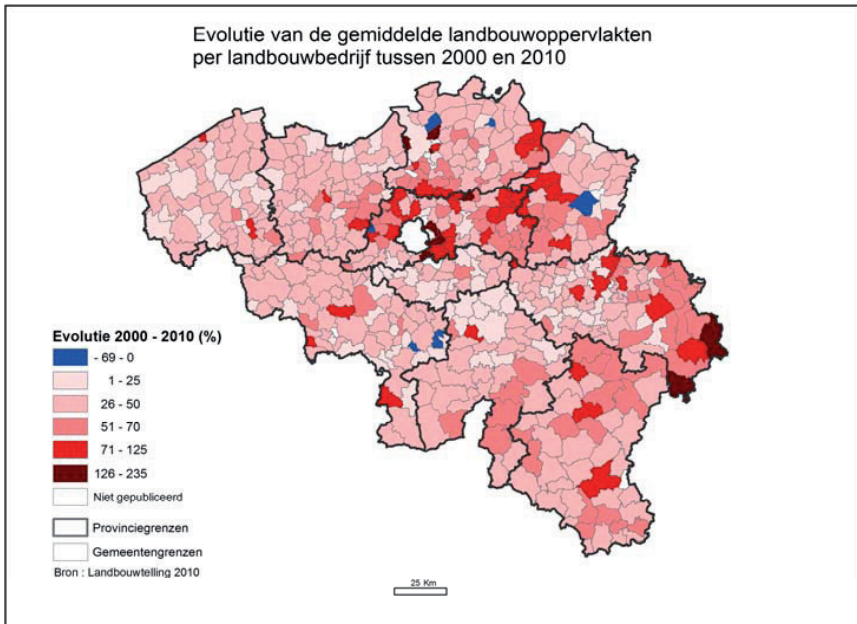 Evolutie van de gemiddelde landbouwoppervlakten
per landbouwbedrijf tussen 2000 en 2010
Evolutie 2000 - 2010 (%)
- 69 - 0
1 - 25
26 - 50
51 - 70
71 - 125
126 - 235
Niet gepubliceerd
Provinciegrenzen
Gemeentengrenzen
Bron : Landbouwtelling 2010
25 Km